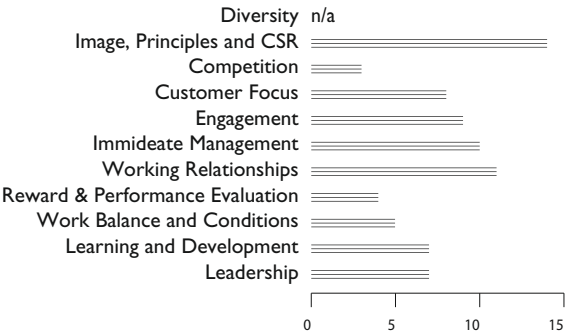 Diversity n/a
Image, Principles and CSR
Competition
Customer Focus
Engagement
Immideate Management
Working Relationships
Reward & Performance Evaluation
Work Balance and Conditions
Learning and Development
Leadership
0 5 10 15